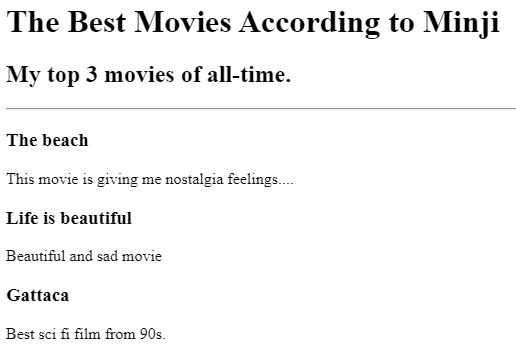 The Best Movies According to Minji
My top 3 movies of all-time.
The beach
This movie is giving me nostalgia feelings....
Life is beautiful
Beautiful and sad movie
Gattaca
Best sci fi film from 90s.